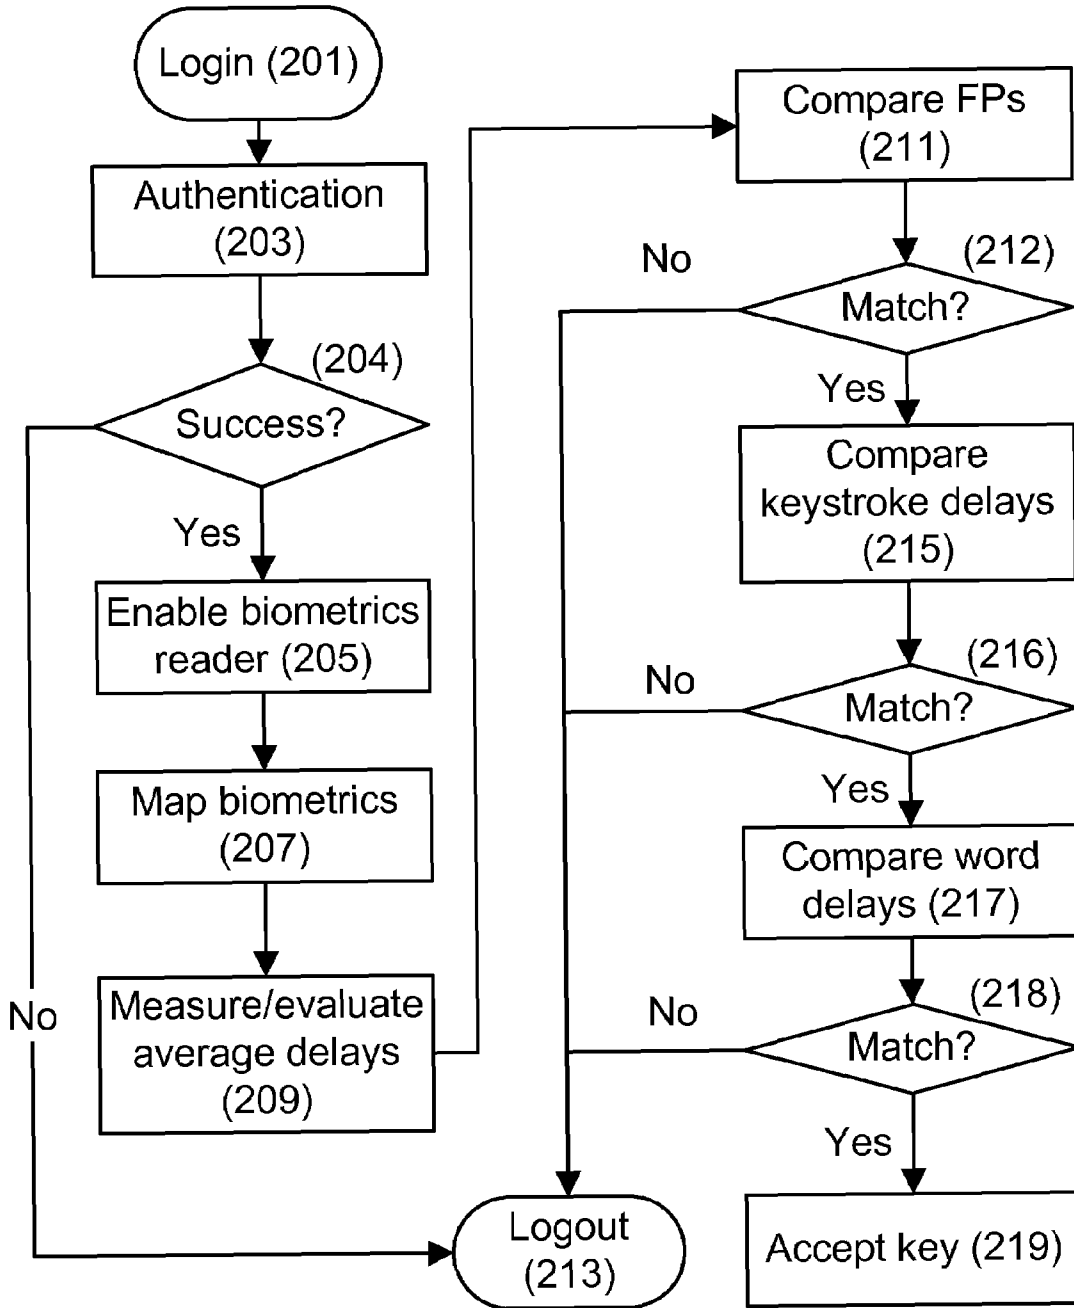 Login (201)
Authentication
(203)
(204)
Success?
Yes
Enable biometrics
reader (205)
Map biometrics
(207)
Measure/evaluate
average delays
(209)
No
Compare FPs
(211)
(212)
No
Match?
Yes
Compare
keystroke delays
(215)
(216)
No
Match?
Yes
Compare word
delays (217)
(218)
No
Match?
Yes
Accept key (219)
Logout
(213)